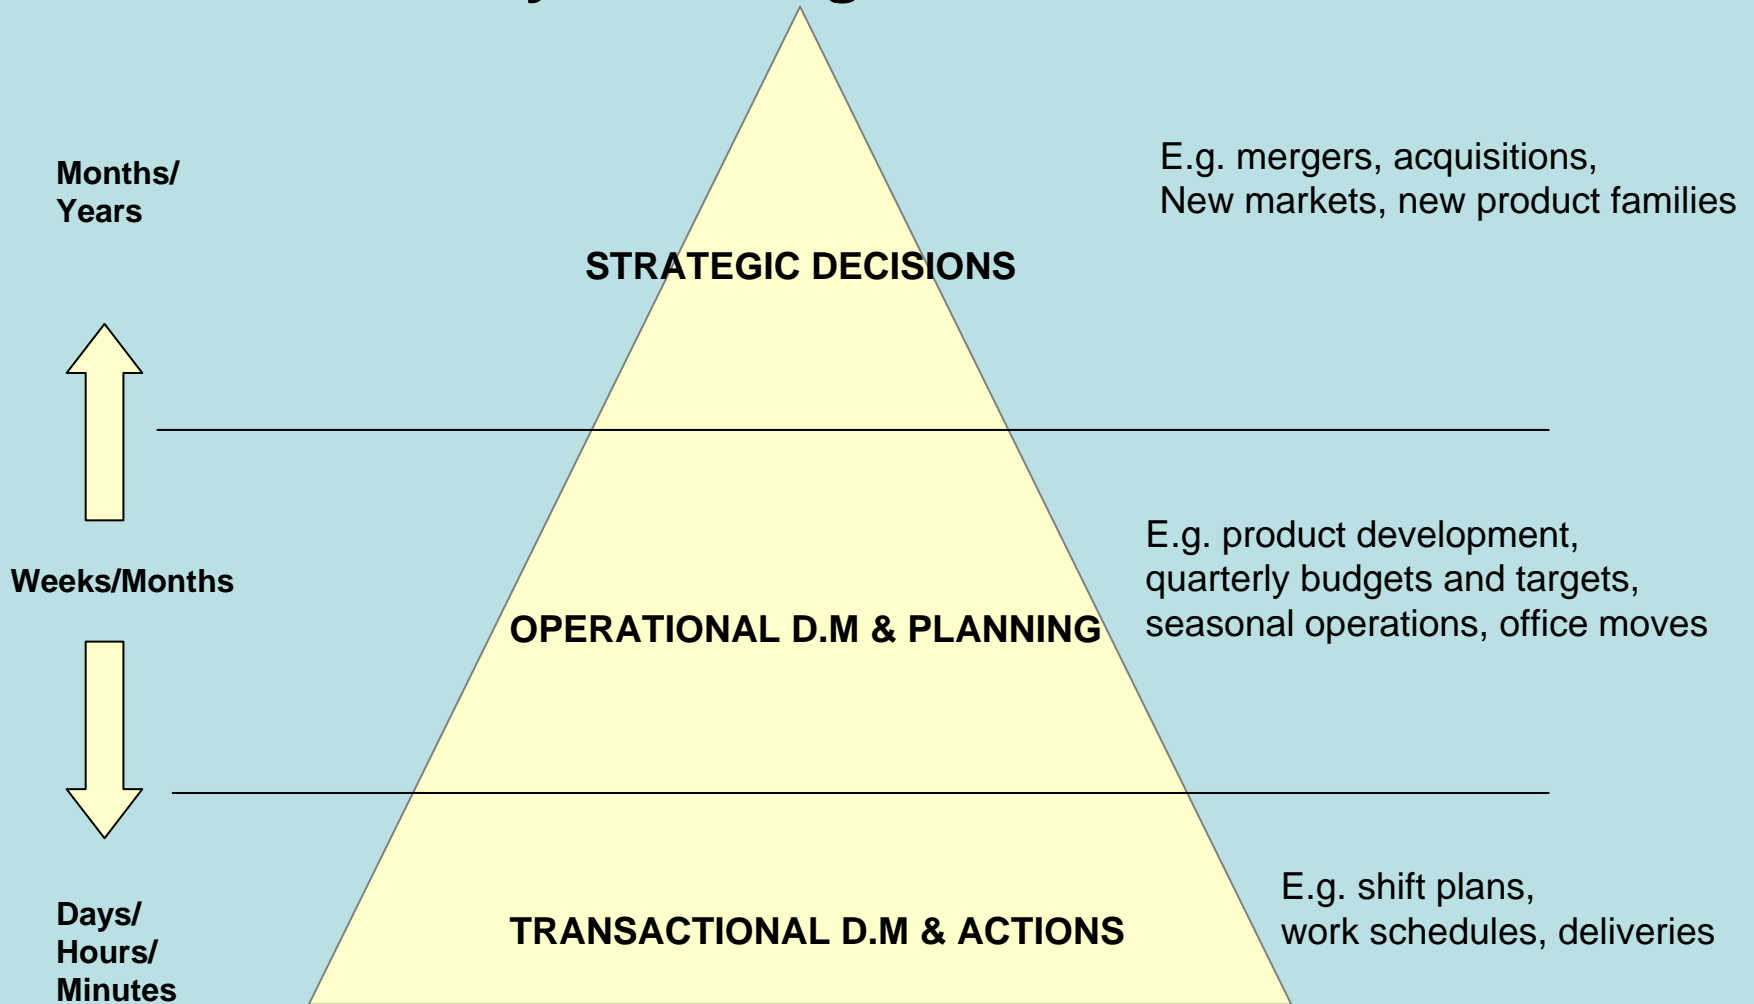 Months/
Years
E.g. mergers, acquisitions,
New markets, new product families
STRATEGIC DECISIONS
Weeks/Months
E.g. product development,
quarterly budgets and targets,
seasonal operations, office moves
OPERATIONAL D.M & PLANNING
Days/
Hours/
Minutes
TRANSACTIONAL D.M & ACTIONS
E.g. shift plans,
work schedules, deliveries